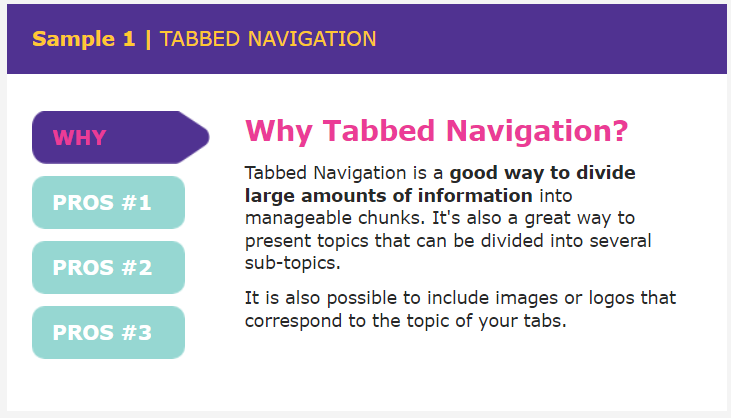 Sample 1 | TABBED NAVIGATION
WHY
PROS #1
PROS #2
PROS #3
Why Tabbed Navigation?
Tabbed Navigation is a good way to divide
large amounts of information into
manageable chunks. It's also a great way to
present topics that can be divided into several
sub-topics.
It is also possible to include images or logos that
correspond to the topic of your tabs.